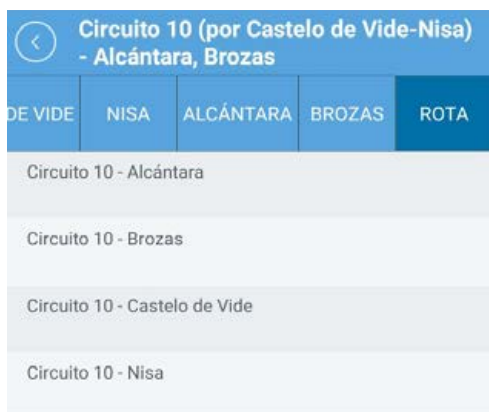 Circuito 10 (por Castelo de Vide-Nisa)
- Alcántara, Brozas
DE VIDE NISA ALCÁNTARA BROZAS ROTA
Circuito 10 - Alcántara
Circuito 10 - Brozas
Circuito 10 - Castelo de Vide
Circuito 10 - Nisa